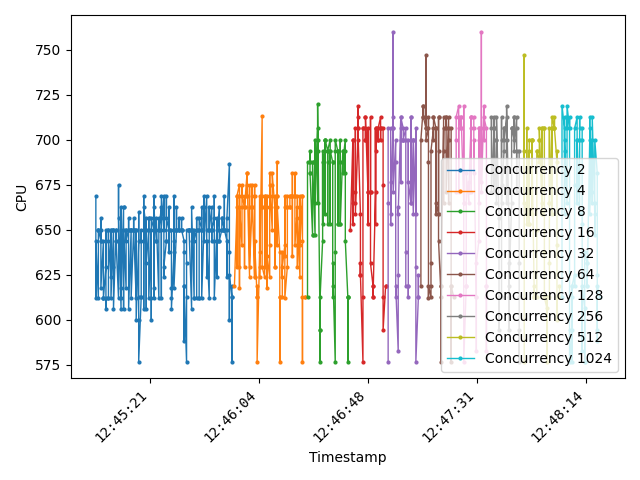 CPU
750
725
700
675
650
625
600
575
Concurrency 2
Concurrency 4
Concurrency 8
Concurrency 16
Concurrency 32
Concurrency 64
Concurrency 128
Concurrency 256
Concurrency 512
Concurrency 1024
12:45:21
12:46:04
12:46:48
12:47:31
12:48:14
Timestamp